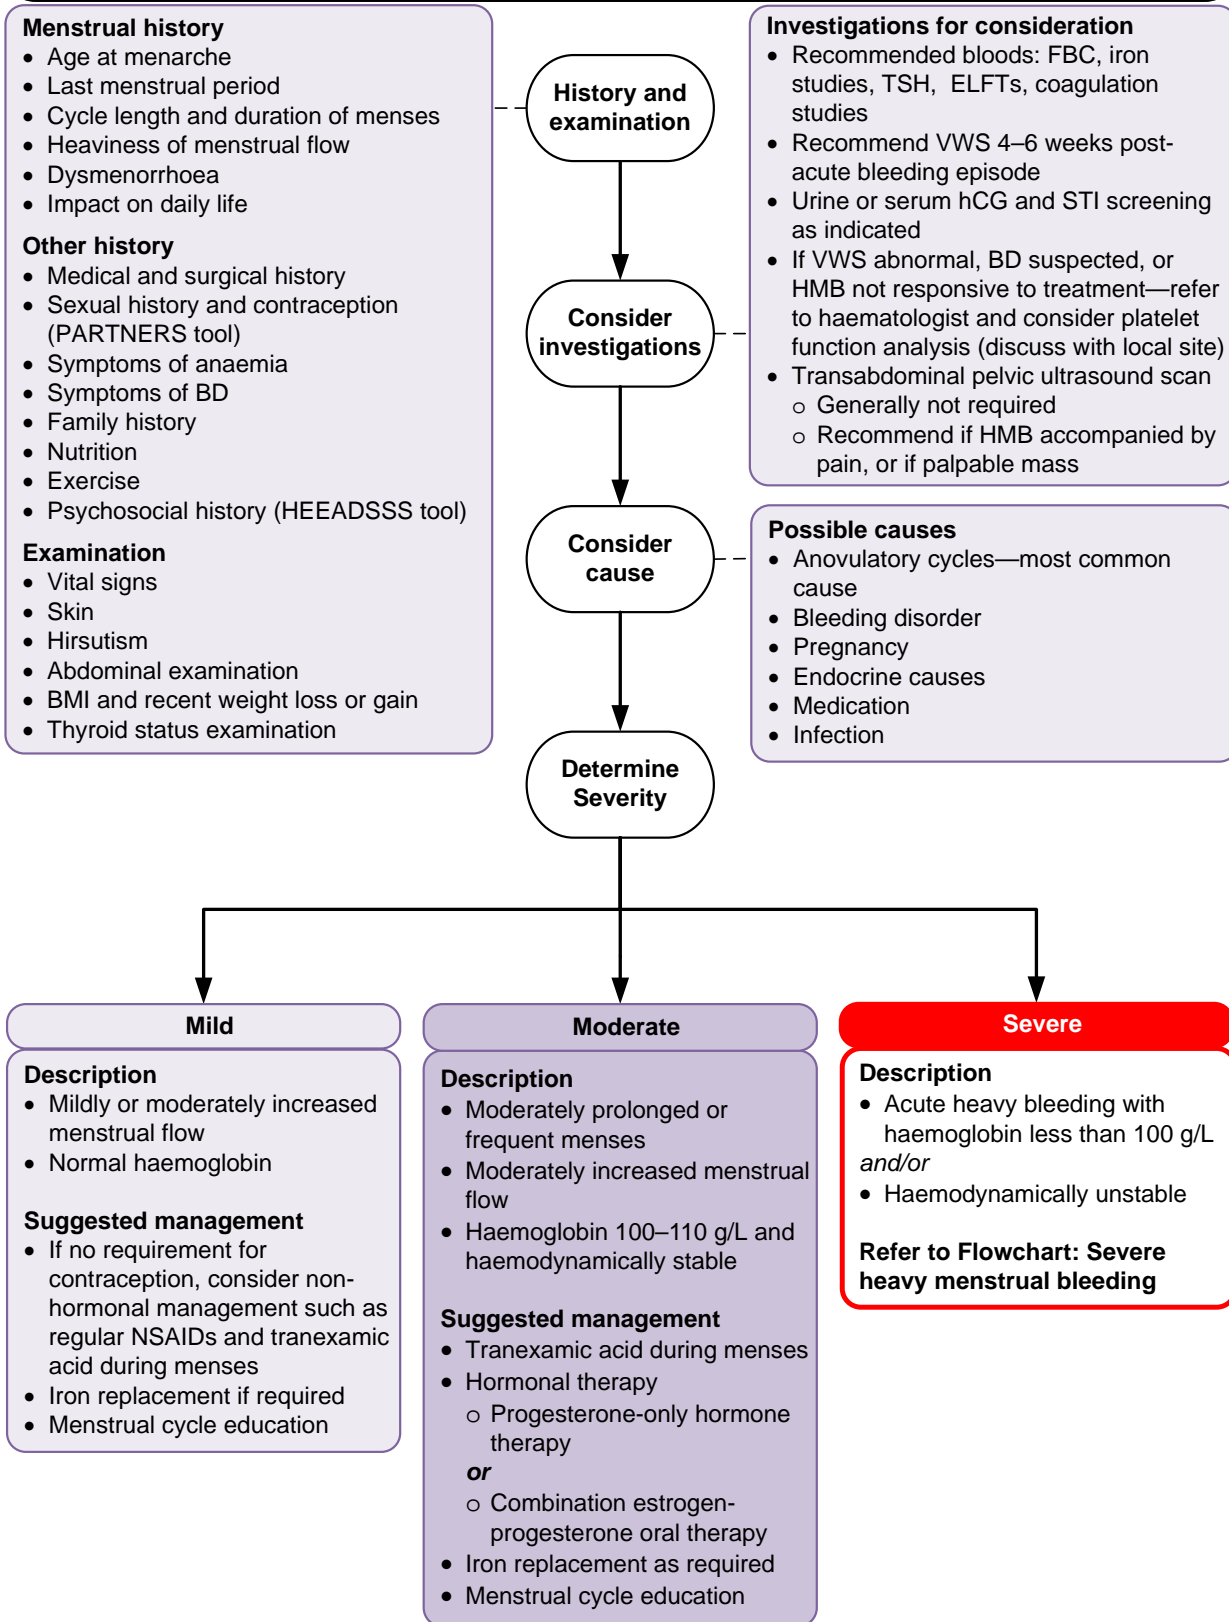 Menstrual history
• Age at menarche
• Last menstrual period
• Cycle length and duration of menses
• Heaviness of menstrual flow
• Dysmenorrhoea
• Impact on daily life
Other history
• Medical and surgical history
• Sexual history and contraception
(PARTNERS tool)
• Symptoms of anaemia
• Symptoms of BD
• Family history
• Nutrition
• Exercise
• Psychosocial history (HEEADSSS tool)
Examination
• Vital signs
• Skin
• Hirsutism
• Abdominal examination
• BMI and recent weight loss or gain
• Thyroid status examination
History and
examination
Consider
investigations
Consider
cause
Determine
Severity
Investigations for consideration
• Recommended bloods: FBC, iron
studies, TSH, ELFTs, coagulation
studies
• Recommend VWS 4–6 weeks post-
acute bleeding episode
• Urine or serum hCG and STI screening
as indicated
• If VWS abnormal, BD suspected, or
HMB not responsive to treatment—refer
to haematologist and consider platelet
function analysis (discuss with local site)
• Transabdominal pelvic ultrasound scan
o Generally not required
o Recommend if HMB accompanied by
pain, or if palpable mass
Possible causes
• Anovulatory cycles—most common
cause
• Bleeding disorder
• Pregnancy
• Endocrine causes
• Medication
• Infection
Mild
Description
• Mildly or moderately increased
menstrual flow
• Normal haemoglobin
Suggested management
• If no requirement for
contraception, consider non-
hormonal management such as
regular NSAIDs and tranexamic
acid during menses
• Iron replacement if required
• Menstrual cycle education
Moderate
Description
• Moderately prolonged or
frequent menses
• Moderately increased menstrual
flow
• Haemoglobin 100–110 g/L and
haemodynamically stable
Suggested management
• Tranexamic acid during menses
• Hormonal therapy
o Progesterone-only hormone
therapy
or
o Combination estrogen-
progesterone oral therapy
• Iron replacement as required
• Menstrual cycle education
Severe
Description
• Acute heavy bleeding with
haemoglobin less than 100 g/L
and/or
• Haemodynamically unstable
Refer to Flowchart: Severe
heavy menstrual bleeding